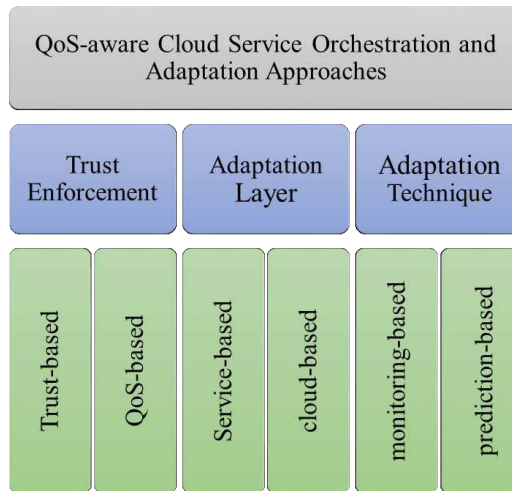 QoS-aware Cloud Service Orchestration and
Adaptation Approaches
Trust
Enforcement
Adaptation
Layer
Adaptation
Technique
Trust-based
QoS-based
Service-based
cloud-based
monitoring-based
prediction-based